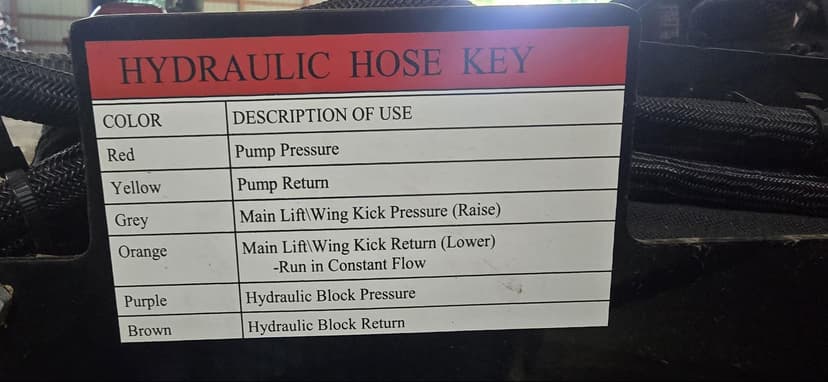 HYDRAULIC HOSE KEY
COLOR DESCRIPTION OF USE
Red Pump Pressure
Yellow Pump Return
Grey Main Lift\Wing Kick Pressure (Raise)
Orange Main Lift\Wing Kick Return (Lower)
-Run in Constant Flow
Purple Hydraulic Block Pressure
Brown Hydraulic Block Return